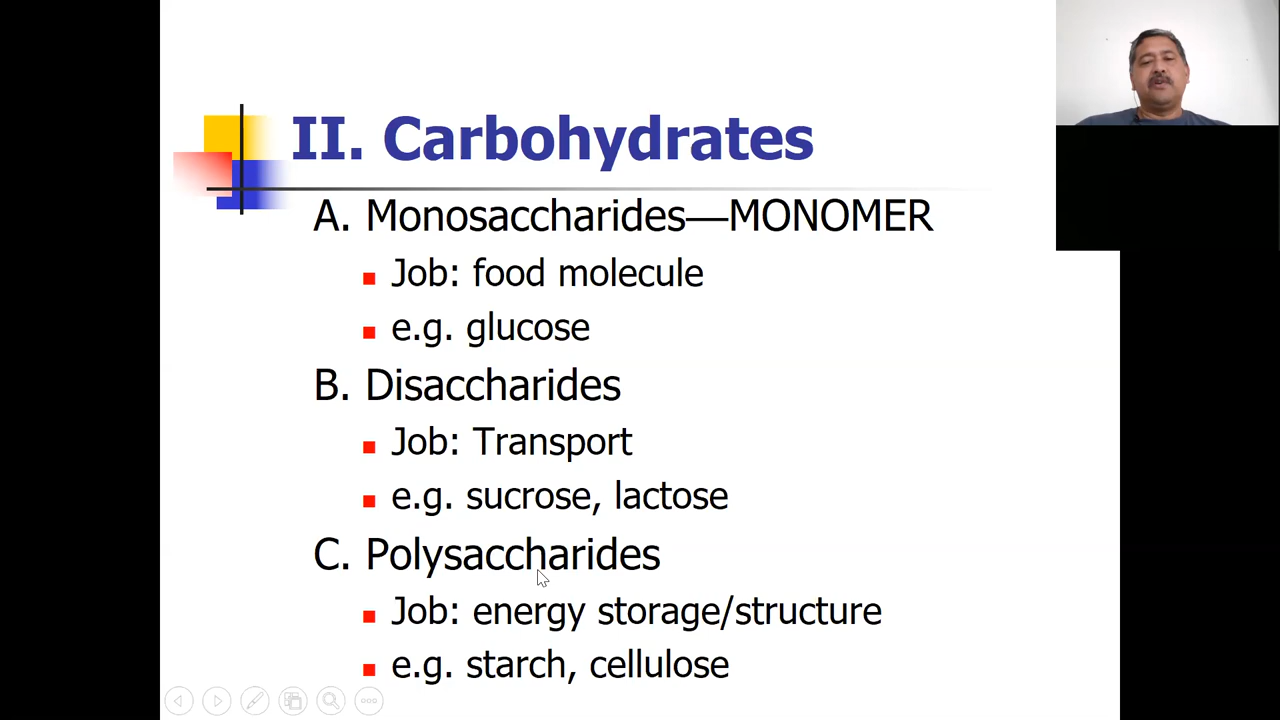 II. Carbohydrates
A. Monosaccharides—MONOMER
Job: food molecule
e.g. glucose
B. Disaccharides
Job: Transport
e.g. sucrose, lactose
C. Polysaccharides
Job: energy storage/structure
e.g. starch, cellulose